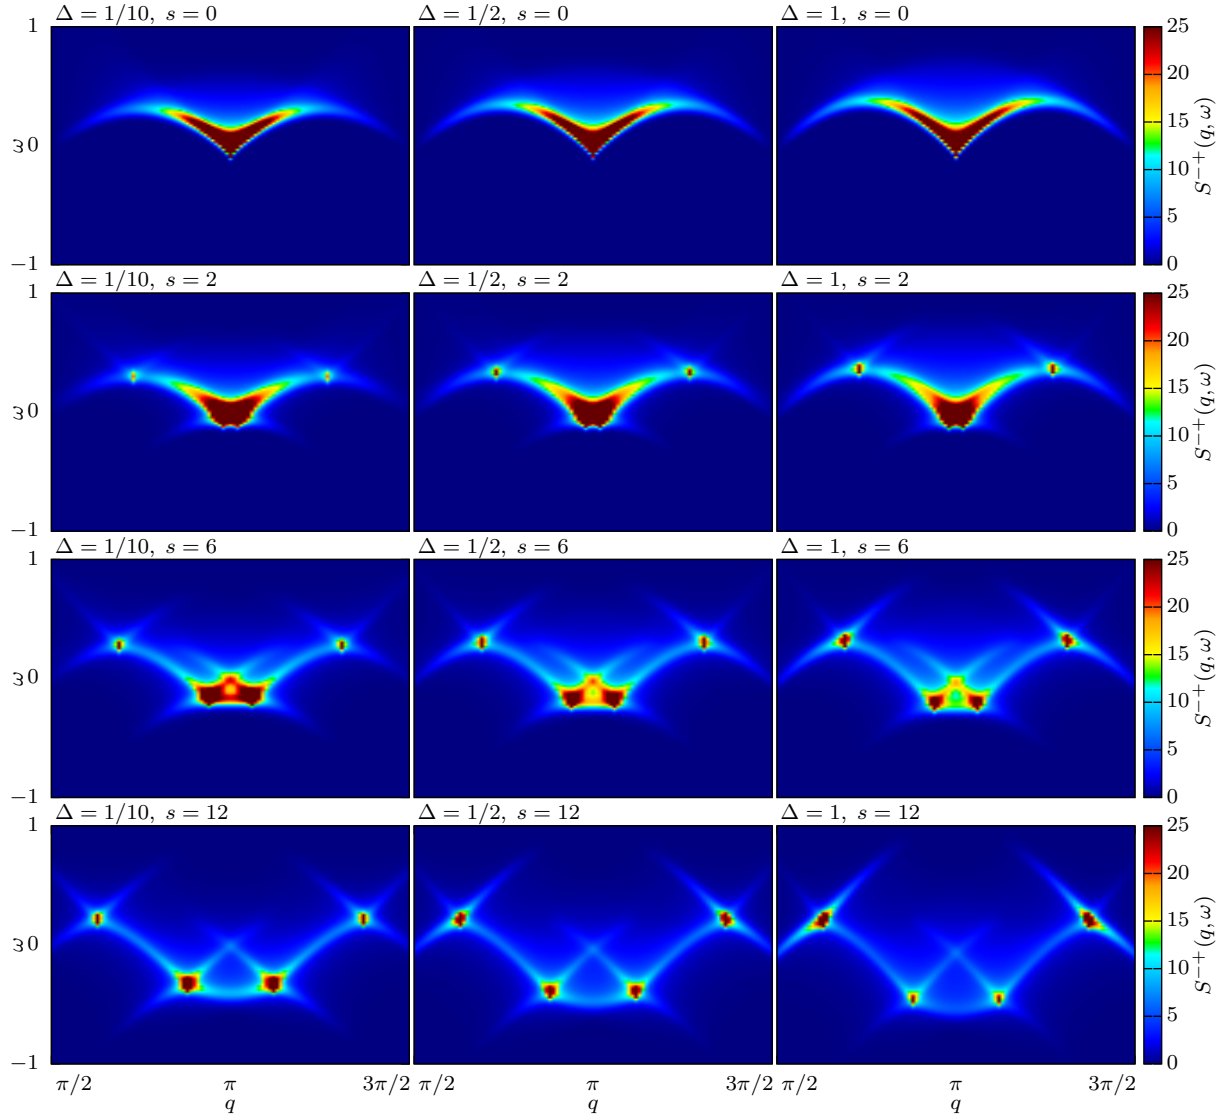 Δ = 1/10, s = 0 Δ = 1/2, s = 0 Δ = 1, s = 0
1 25
20
15
ω 0 S⁻⁺(q, ω)
10
5
−1 0
Δ = 1/10, s = 2 Δ = 1/2, s = 2 Δ = 1, s = 2
1 25
20
15
ω 0 S⁻⁺(q, ω)
10
5
−1 0
Δ = 1/10, s = 6 Δ = 1/2, s = 6 Δ = 1, s = 6
1 25
20
15
ω 0 S⁻⁺(q, ω)
10
5
−1 0
Δ = 1/10, s = 12 Δ = 1/2, s = 12 Δ = 1, s = 12
1 25
20
15
ω 0 S⁻⁺(q, ω)
10
5
−1 0
π/2 π 3π/2 π/2 π 3π/2 π/2 π 3π/2
q q q